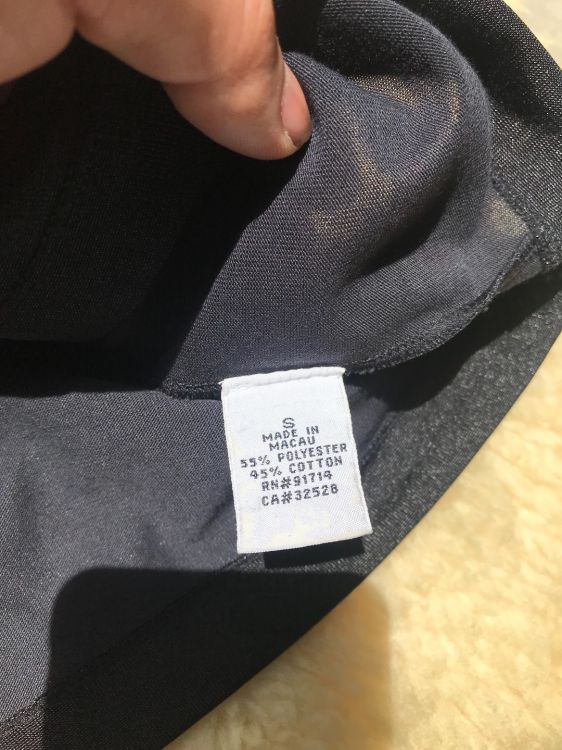 S
MADE IN
MACAU
55% POLYESTER
45% COTTON
RN#91714
CA#32528